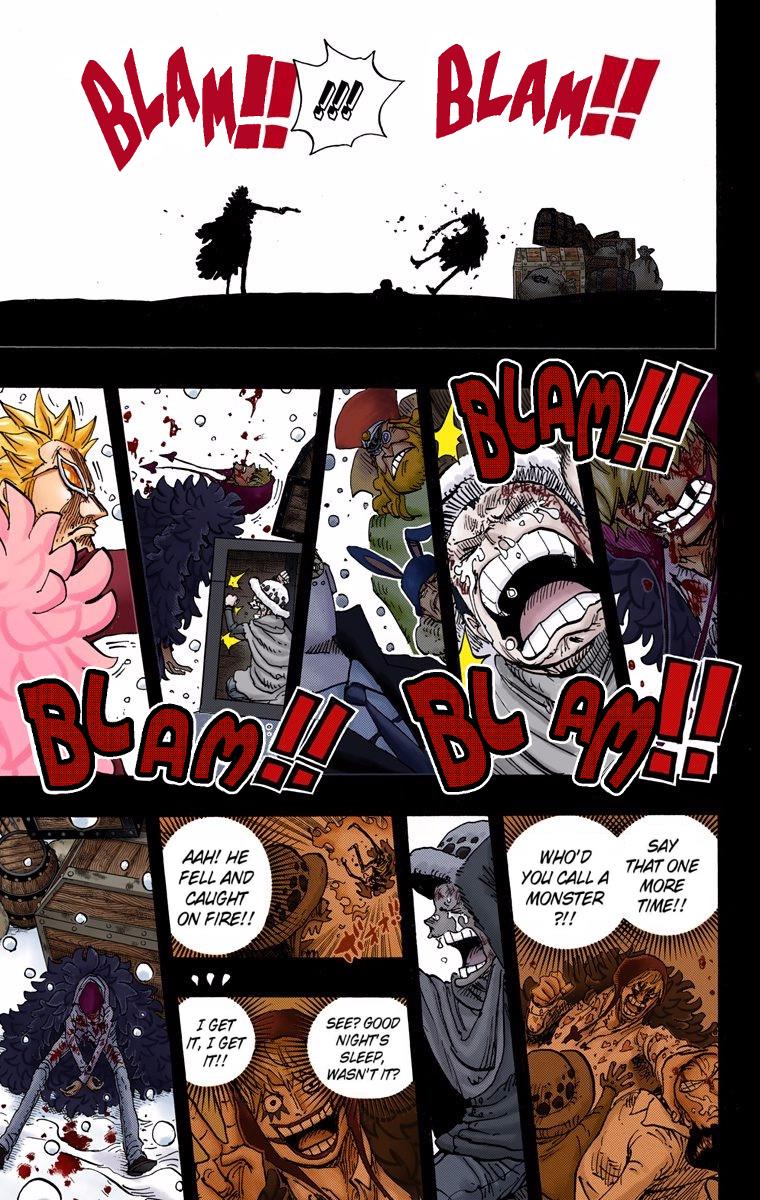 BLAM!!
!!!
BLAM!!
BLAM!!
BLAM!!
BLAM!!
SAY
THAT ONE
MORE
TIME!!
WHO'D
YOU CALL A
MONSTER
?!!
AAH! HE
FELL AND
CAUGHT
ON FIRE!!
SEE? GOOD
NIGHT'S
SLEEP,
WASN'T IT?
I GET
IT, I GET
IT!!